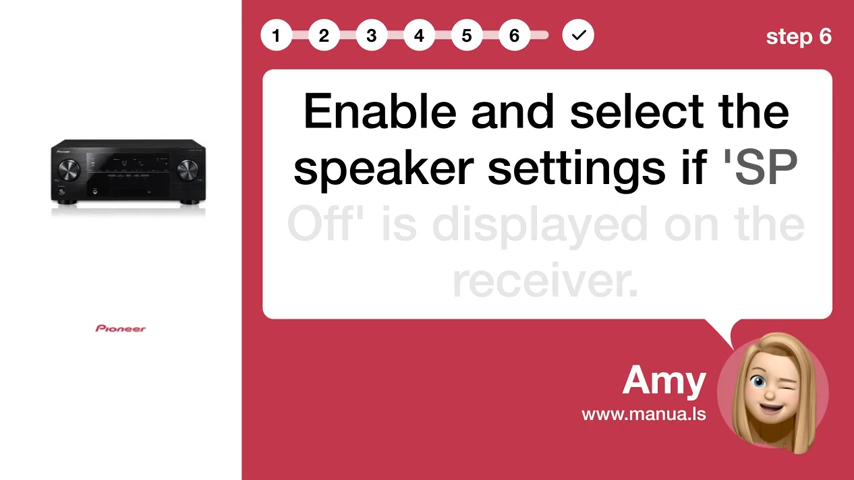 1 2 3 4 5 6
step 6
Enable and select the
speaker settings if 'SP
Off' is displayed on the
receiver.
Pioneer
Amy
www.manua.ls